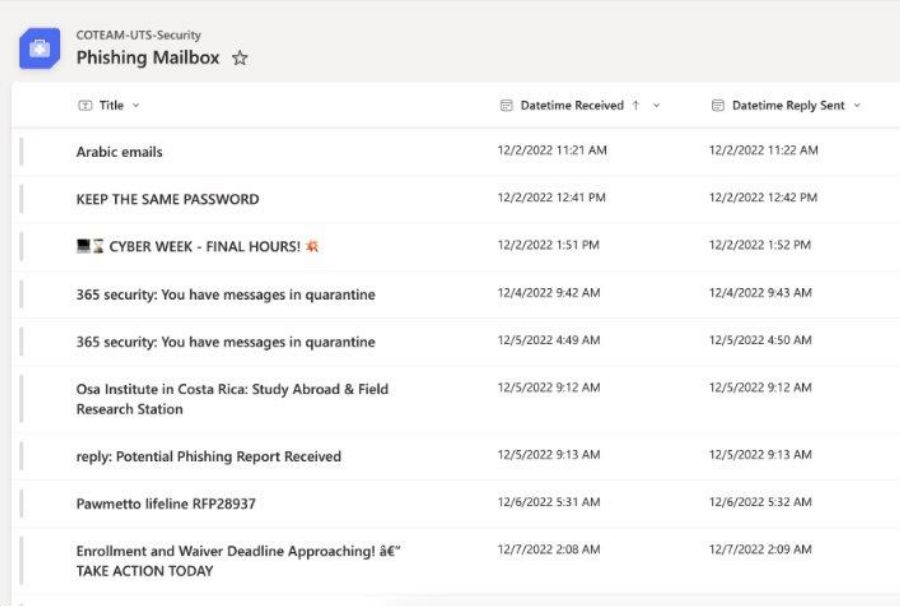 COTEAM-UTS-Security
Phishing Mailbox
Title Datetime Received Datetime Reply Sent
Arabic emails 12/2/2022 11:21 AM 12/2/2022 11:22 AM
KEEP THE SAME PASSWORD 12/2/2022 12:41 PM 12/2/2022 12:42 PM
💻⏳ CYBER WEEK - FINAL HOURS! 💥 12/2/2022 1:51 PM 12/2/2022 1:52 PM
365 security: You have messages in quarantine 12/4/2022 9:42 AM 12/4/2022 9:43 AM
365 security: You have messages in quarantine 12/5/2022 4:49 AM 12/5/2022 4:50 AM
Osa Institute in Costa Rica: Study Abroad & Field 12/5/2022 9:12 AM 12/5/2022 9:12 AM
Research Station
reply: Potential Phishing Report Received 12/5/2022 9:13 AM 12/5/2022 9:13 AM
Pawmetto lifeline RFP28937 12/6/2022 5:31 AM 12/6/2022 5:32 AM
Enrollment and Waiver Deadline Approaching! â€“ 12/7/2022 2:08 AM 12/7/2022 2:09 AM
TAKE ACTION TODAY